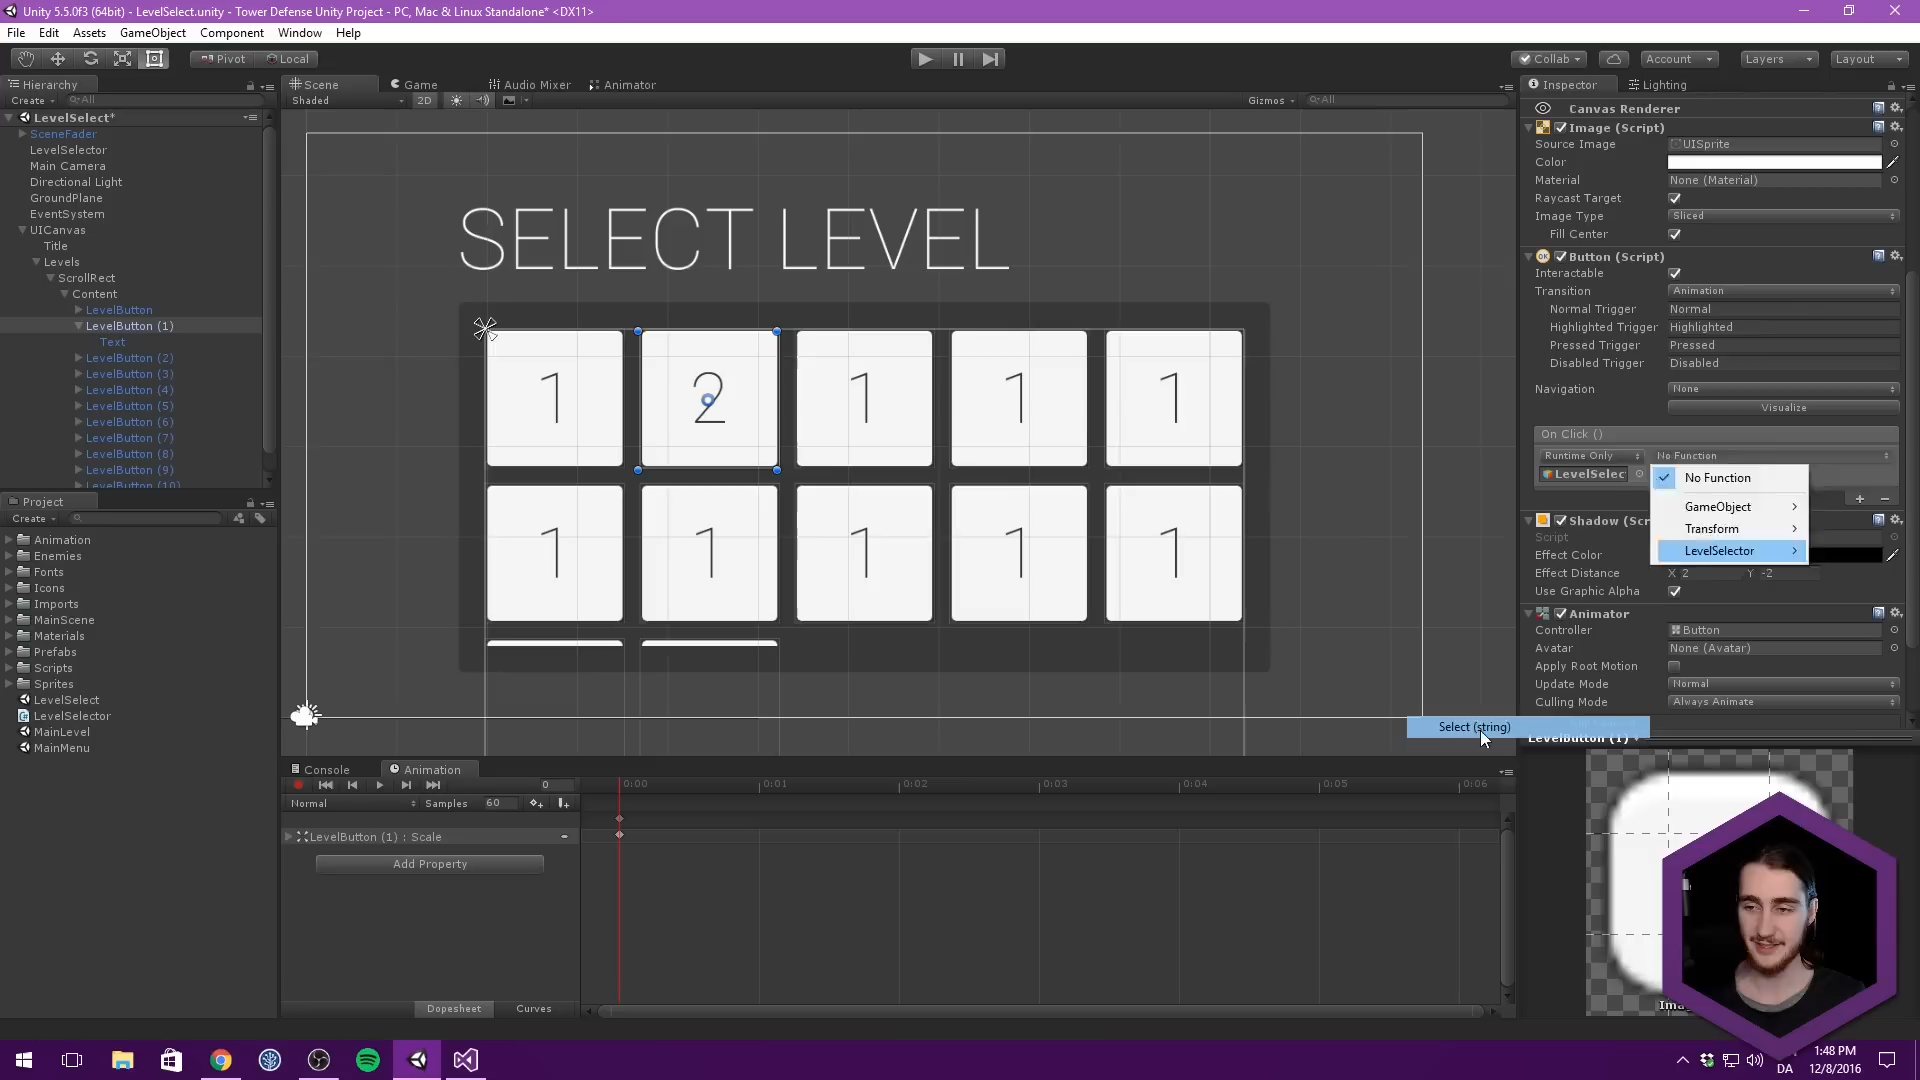 Unity 5.5.0f3 (64bit) - LevelSelect.unity - Tower Defense Unity Project - PC, Mac & Linux Standalone* <DX11>
File Edit Assets GameObject Component Window Help
Pivot Local
Collab Account Layers Layout
Hierarchy
Create All
LevelSelect*
SceneFader
LevelSelector
Main Camera
Directional Light
GroundPlane
EventSystem
UICanvas
Title
Levels
ScrollRect
Content
LevelButton
LevelButton (1)
Text
LevelButton (2)
LevelButton (3)
LevelButton (4)
LevelButton (5)
LevelButton (6)
LevelButton (7)
LevelButton (8)
LevelButton (9)
LevelButton (10)
Project
Create
Animation
Enemies
Fonts
Icons
Imports
MainScene
Materials
Prefabs
Scripts
Sprites
LevelSelect
LevelSelector
MainLevel
MainMenu
Scene Game Audio Mixer Animator
Shaded 2D Gizmos All
SELECT LEVEL
1 2 1 1 1
1 1 1 1 1
Console Animation
0 0:00 0:01 0:02 0:03 0:04 0:05 0:06
Normal Samples 60
LevelButton (1) : Scale
Add Property
Dopesheet Curves
Inspector Lighting
Canvas Renderer
Image (Script)
Source Image UISprite
Color
Material None (Material)
Raycast Target
Image Type Sliced
Fill Center
OK Button (Script)
Interactable
Transition Animation
Normal Trigger Normal
Highlighted Trigger Highlighted
Pressed Trigger Pressed
Disabled Trigger Disabled
Navigation None
Visualize
On Click ()
Runtime Only No Function
LevelSelec
No Function
GameObject
Transform
LevelSelector
Select (string)
Shadow (Scr
Script
Effect Color
Effect Distance X 2 Y -2
Use Graphic Alpha
Animator
Controller Button
Avatar None (Avatar)
Apply Root Motion
Update Mode Normal
Culling Mode Always Animate
LevelButton (1)
1:48 PM
DA 12/8/2016